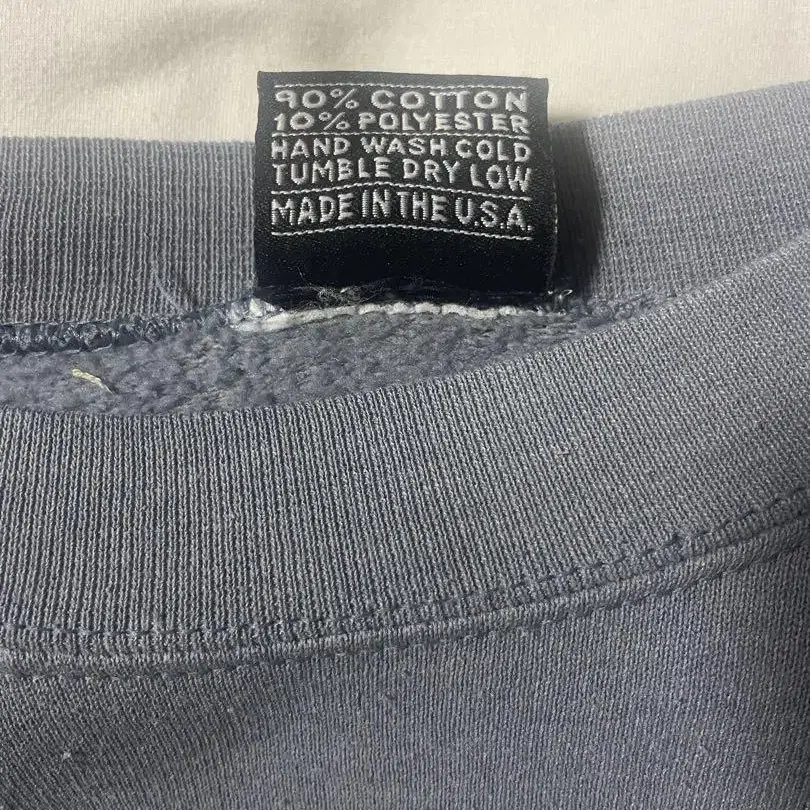 90% COTTON
10% POLYESTER
HAND WASH COLD
TUMBLE DRY LOW
MADE IN THE U.S.A.